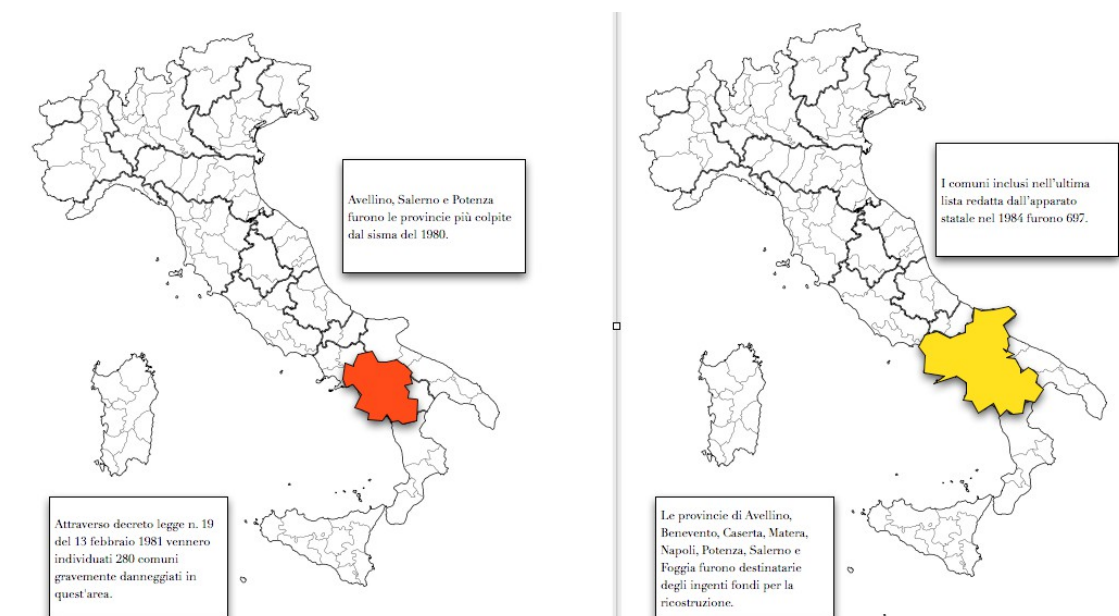 Avellino, Salerno e Potenza
furono le provincie più colpite
dal sisma del 1980.
Attraverso decreto legge n. 19
del 13 febbraio 1981 vennero
individuati 280 comuni
gravemente danneggiati in
quest'area.
I comuni inclusi nell'ultima
lista redatta dall'apparato
statale nel 1984 furono 697.
Le provincie di Avellino,
Benevento, Caserta, Matera,
Napoli, Potenza, Salerno e
Foggia furono destinatarie
degli ingenti fondi per la
ricostruzione.